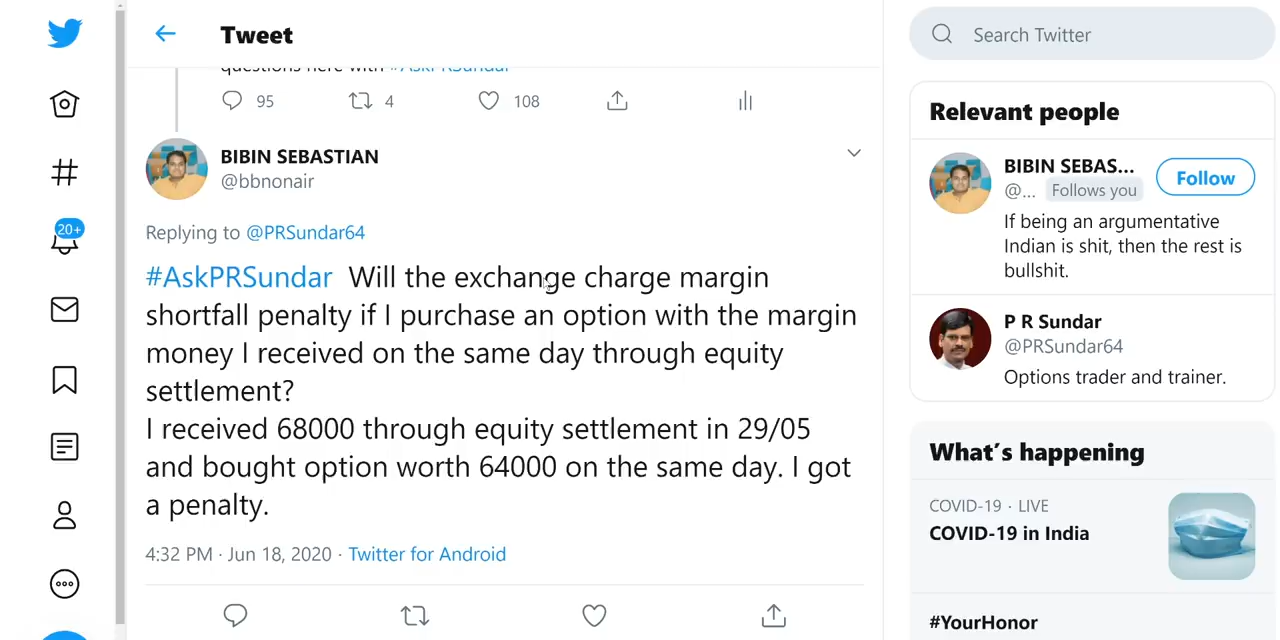 Tweet
Search Twitter
questions here with #AskPRSundar
95
4
108
BIBIN SEBASTIAN
@bbnonair
Replying to @PRSundar64
#AskPRSundar Will the exchange charge margin
shortfall penalty if I purchase an option with the margin
money I received on the same day through equity
settlement?
I received 68000 through equity settlement in 29/05
and bought option worth 64000 on the same day. I got
a penalty.
4:32 PM · Jun 18, 2020 · Twitter for Android
20+
Relevant people
BIBIN SEBAS...
@...
Follows you
Follow
If being an argumentative
Indian is shit, then the rest is
bullshit.
P R Sundar
@PRSundar64
Options trader and trainer.
What's happening
COVID-19 · LIVE
COVID-19 in India
#YourHonor